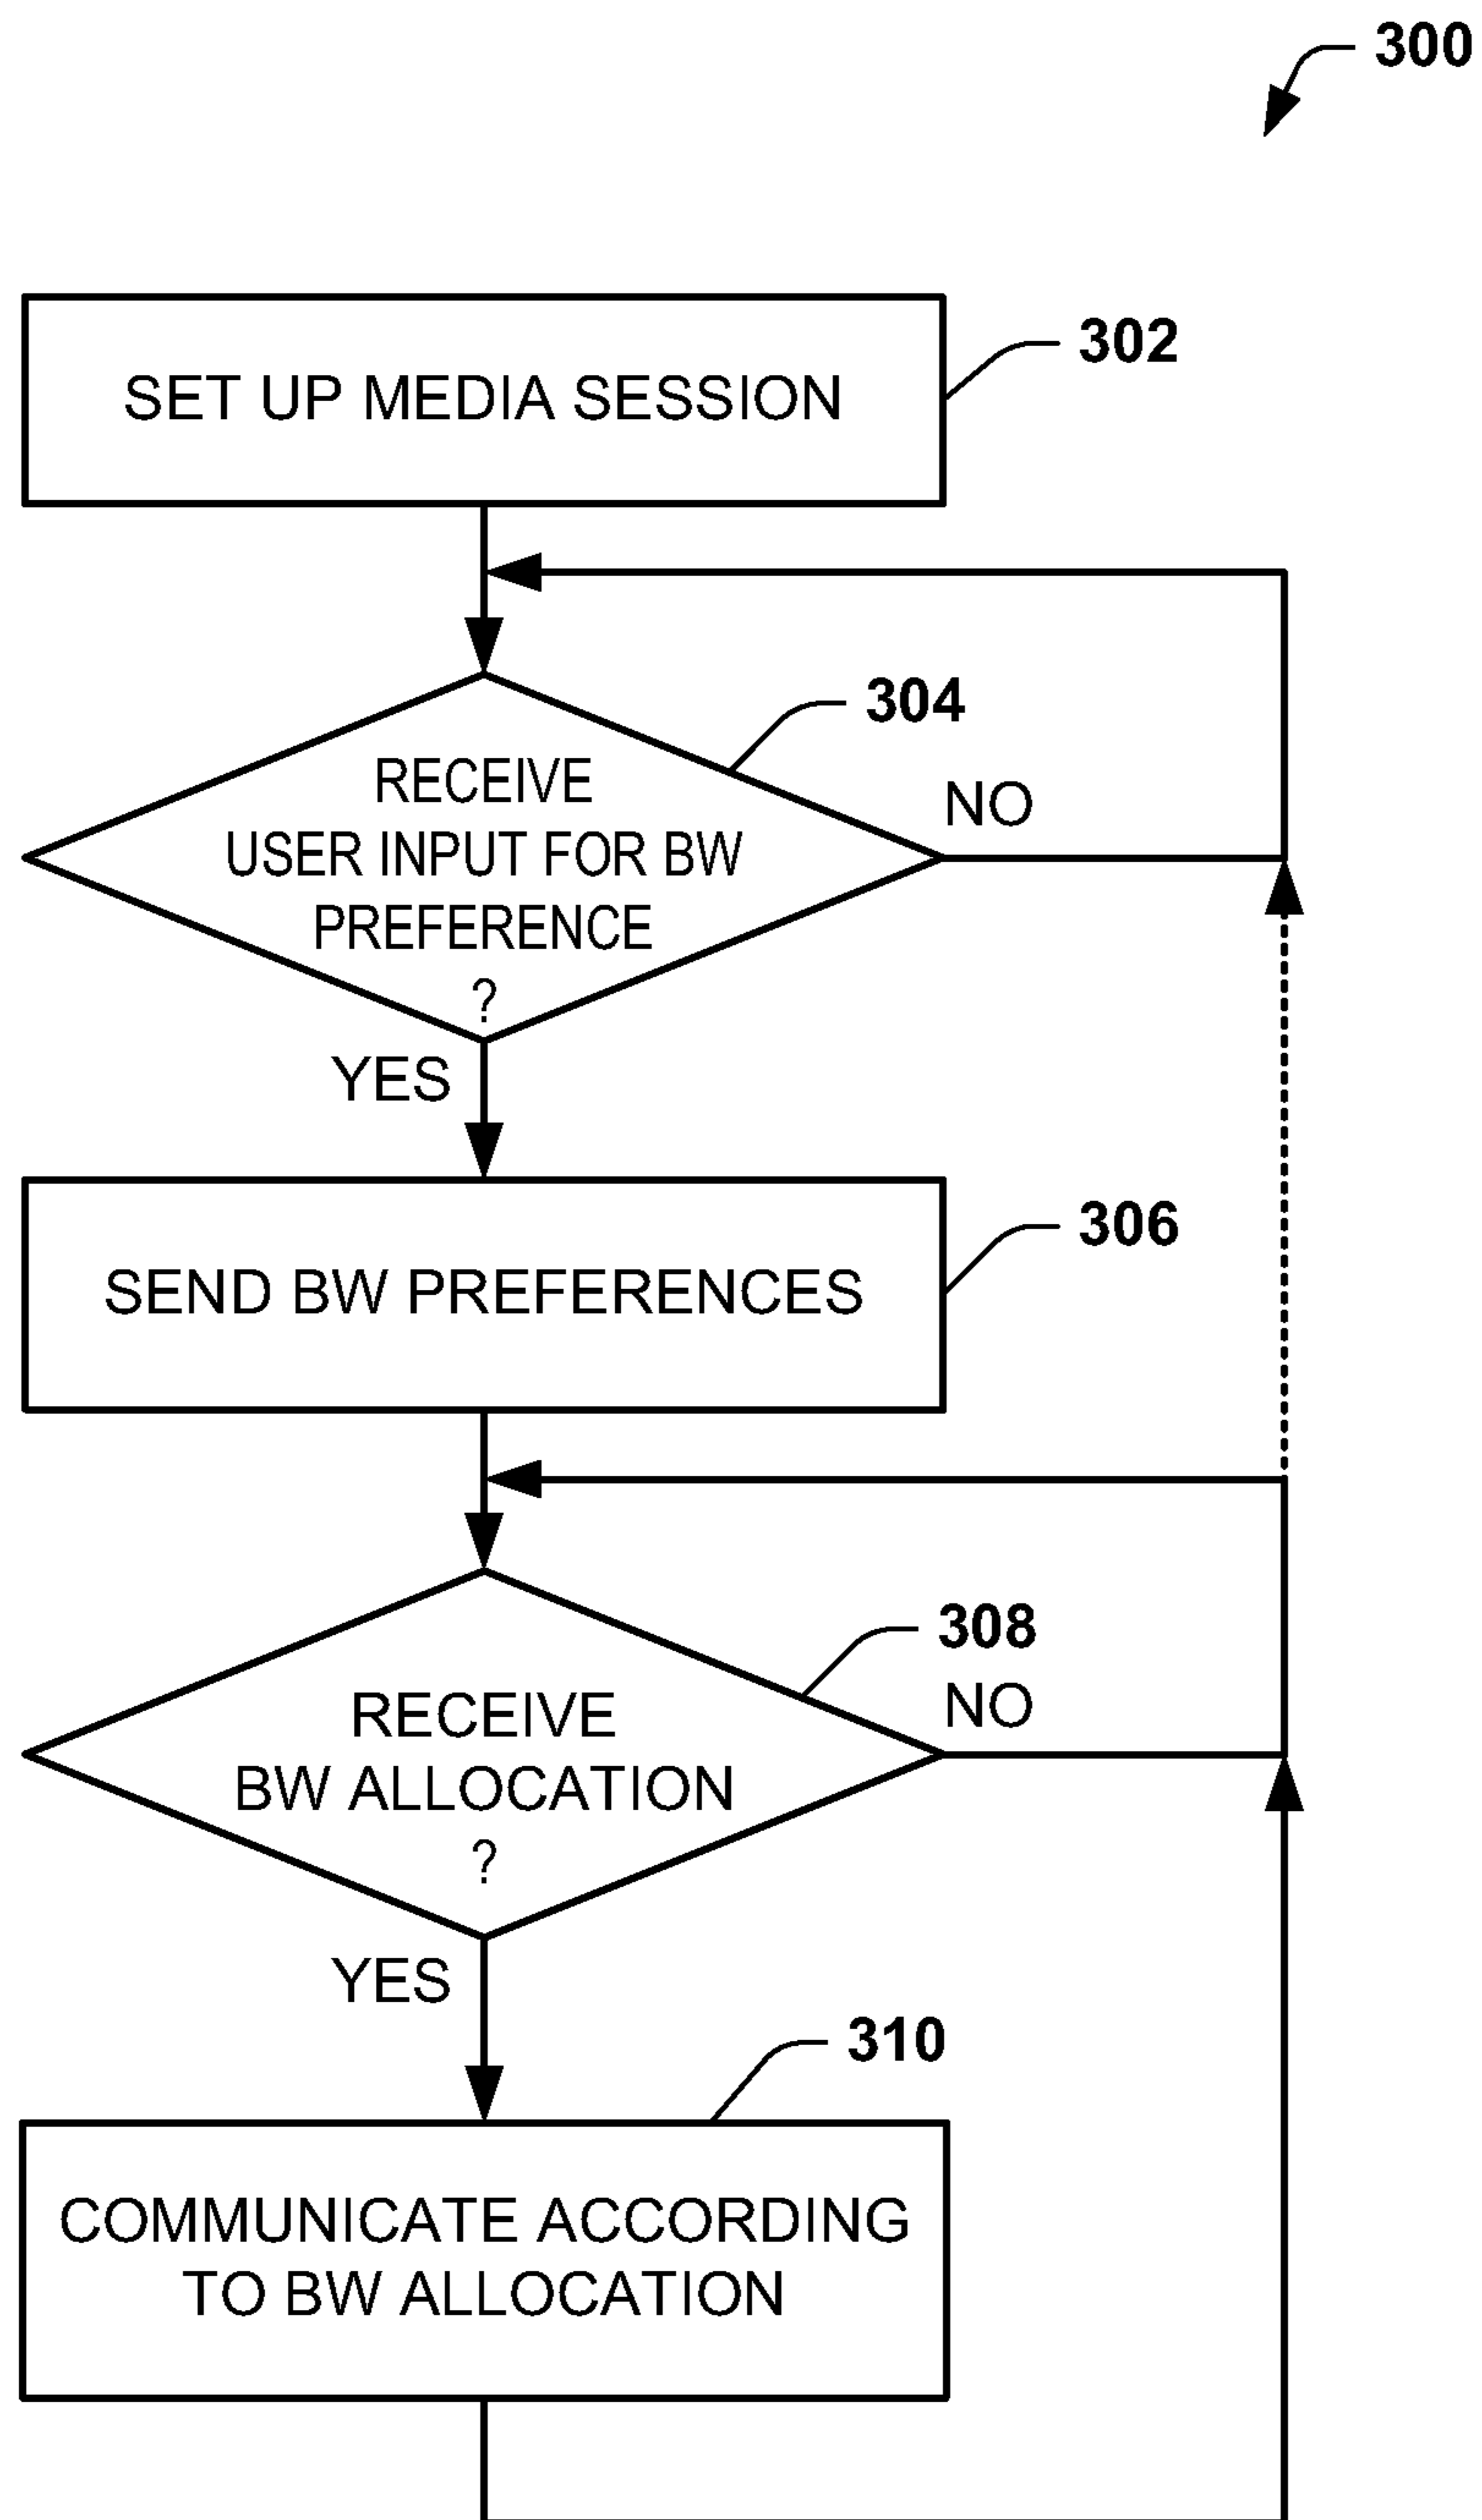 300
SET UP MEDIA SESSION
302
304
RECEIVE
USER INPUT FOR BW
PREFERENCE
?
NO
YES
SEND BW PREFERENCES
306
308
RECEIVE
BW ALLOCATION
?
NO
YES
310
COMMUNICATE ACCORDING
TO BW ALLOCATION